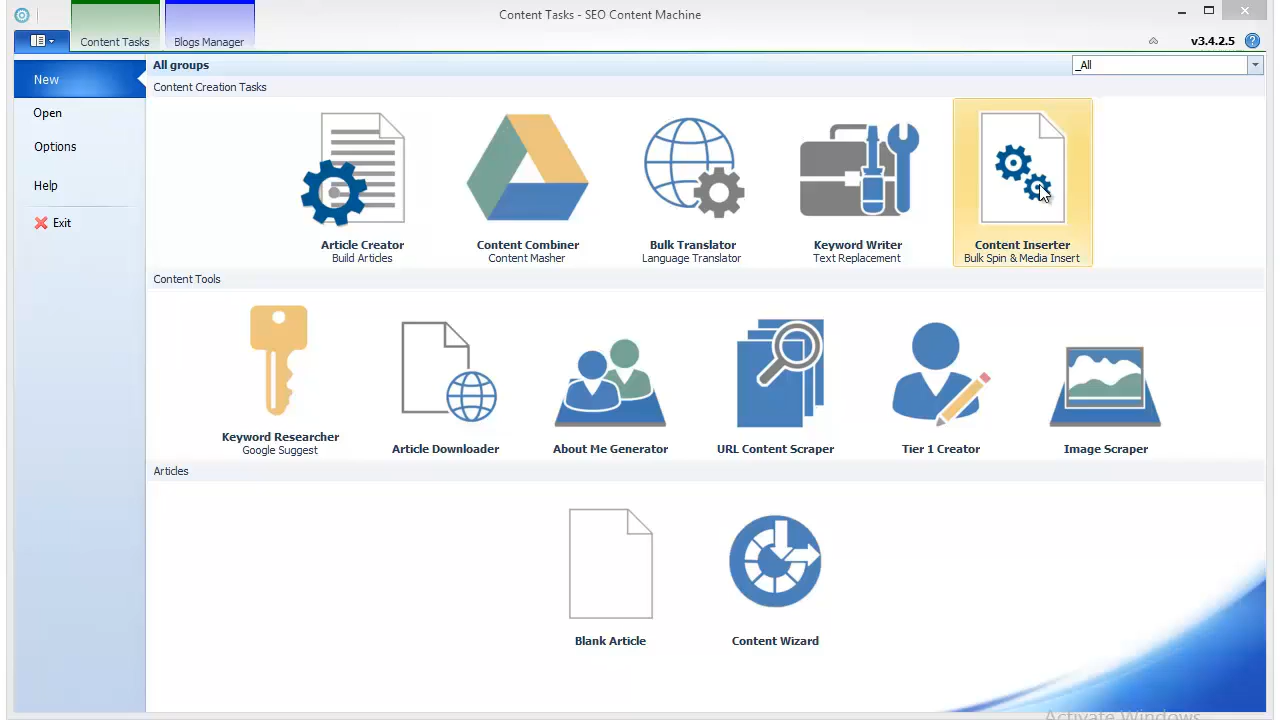 Content Tasks - SEO Content Machine
Content Tasks
Blogs Manager
v3.4.2.5
All groups
_All
New
Open
Options
Help
Exit
Content Creation Tasks
Article Creator
Build Articles
Content Combiner
Content Masher
Bulk Translator
Language Translator
Keyword Writer
Text Replacement
Content Inserter
Bulk Spin & Media Insert
Content Tools
Keyword Researcher
Google Suggest
Article Downloader
About Me Generator
URL Content Scraper
Tier 1 Creator
Image Scraper
Articles
Blank Article
Content Wizard
Activate Windows